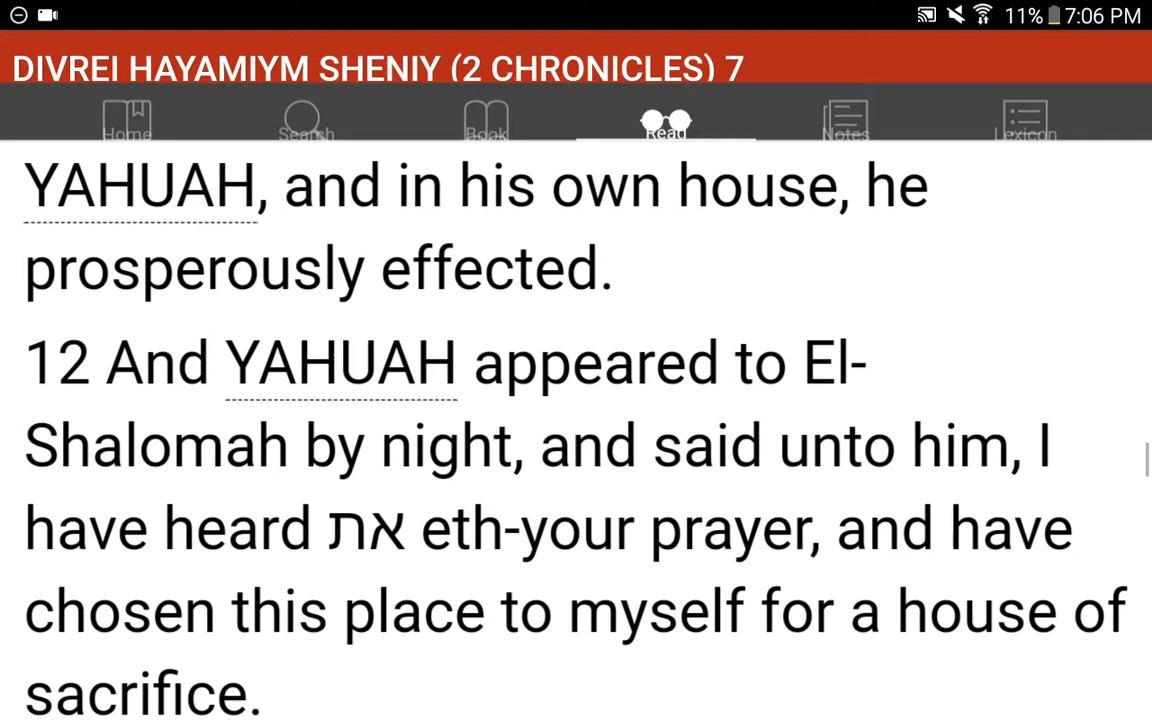 11% 7:06 PM
DIVREI HAYAMIYM SHENIY (2 CHRONICLES) 7
Home Search Book Read Notes Lexicon
YAHUAH, and in his own house, he
prosperously effected.
12 And YAHUAH appeared to El-
Shalomah by night, and said unto him, I
have heard את eth-your prayer, and have
chosen this place to myself for a house of
sacrifice.